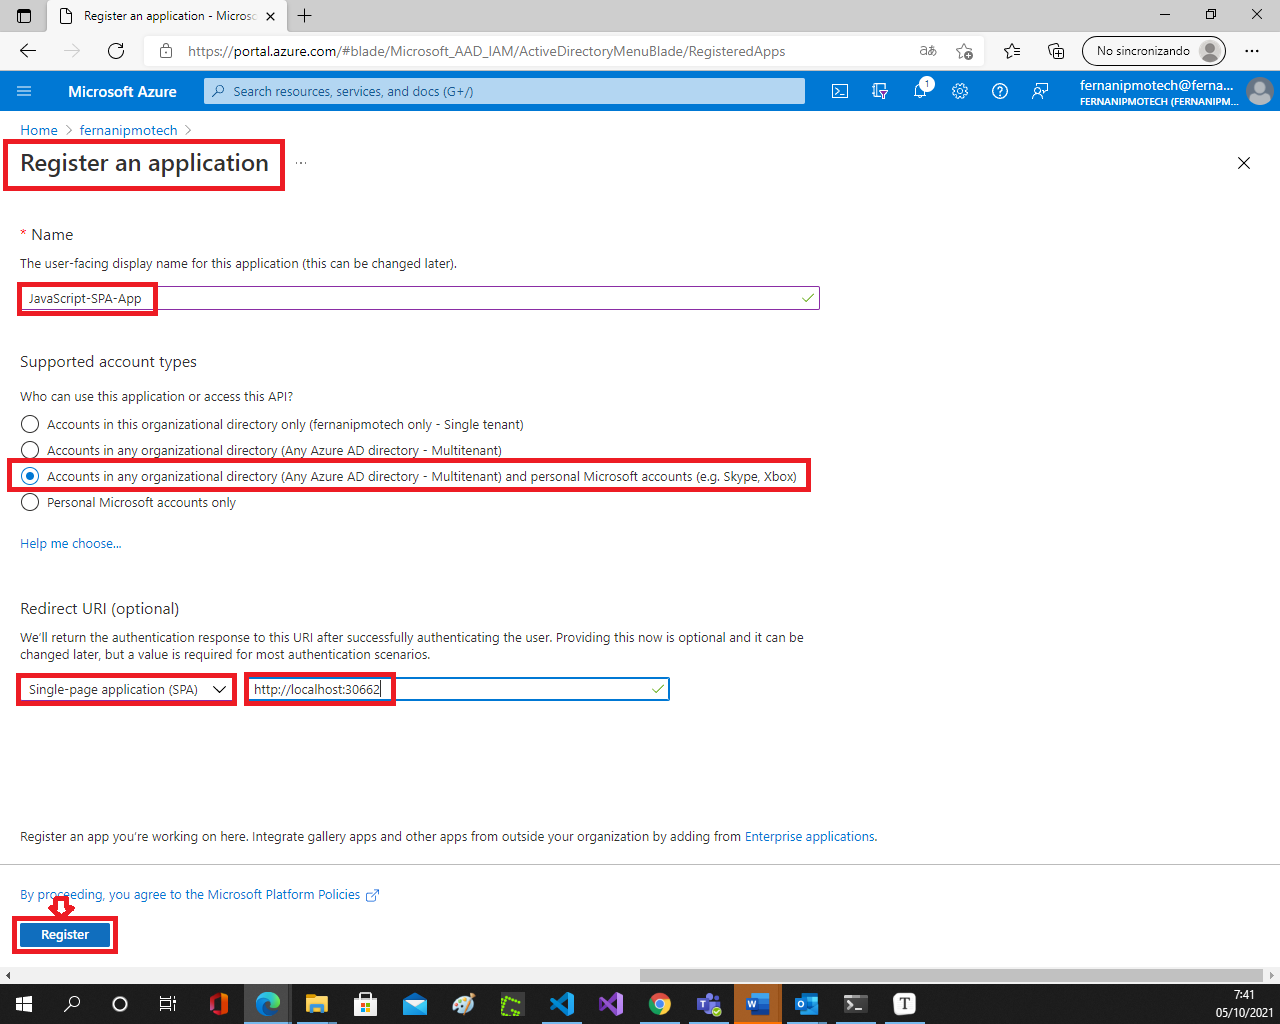 Register an application - Microsc
https://portal.azure.com/#blade/Microsoft_AAD_IAM/ActiveDirectoryMenuBlade/RegisteredApps
aあ
No sincronizando
Microsoft Azure
Search resources, services, and docs (G+/)
1
fernanipmotech@ferna...
FERNANIPMOTECH (FERNANIPM...
Home > fernanipmotech >
Register an application ...
* Name
The user-facing display name for this application (this can be changed later).
JavaScript-SPA-App
Supported account types
Who can use this application or access this API?
Accounts in this organizational directory only (fernanipmotech only - Single tenant)
Accounts in any organizational directory (Any Azure AD directory - Multitenant)
Accounts in any organizational directory (Any Azure AD directory - Multitenant) and personal Microsoft accounts (e.g. Skype, Xbox)
Personal Microsoft accounts only
Help me choose...
Redirect URI (optional)
We'll return the authentication response to this URI after successfully authenticating the user. Providing this now is optional and it can be
changed later, but a value is required for most authentication scenarios.
Single-page application (SPA)
http://localhost:30662
Register an app you're working on here. Integrate gallery apps and other apps from outside your organization by adding from Enterprise applications.
By proceeding, you agree to the Microsoft Platform Policies
Register
7:41
05/10/2021